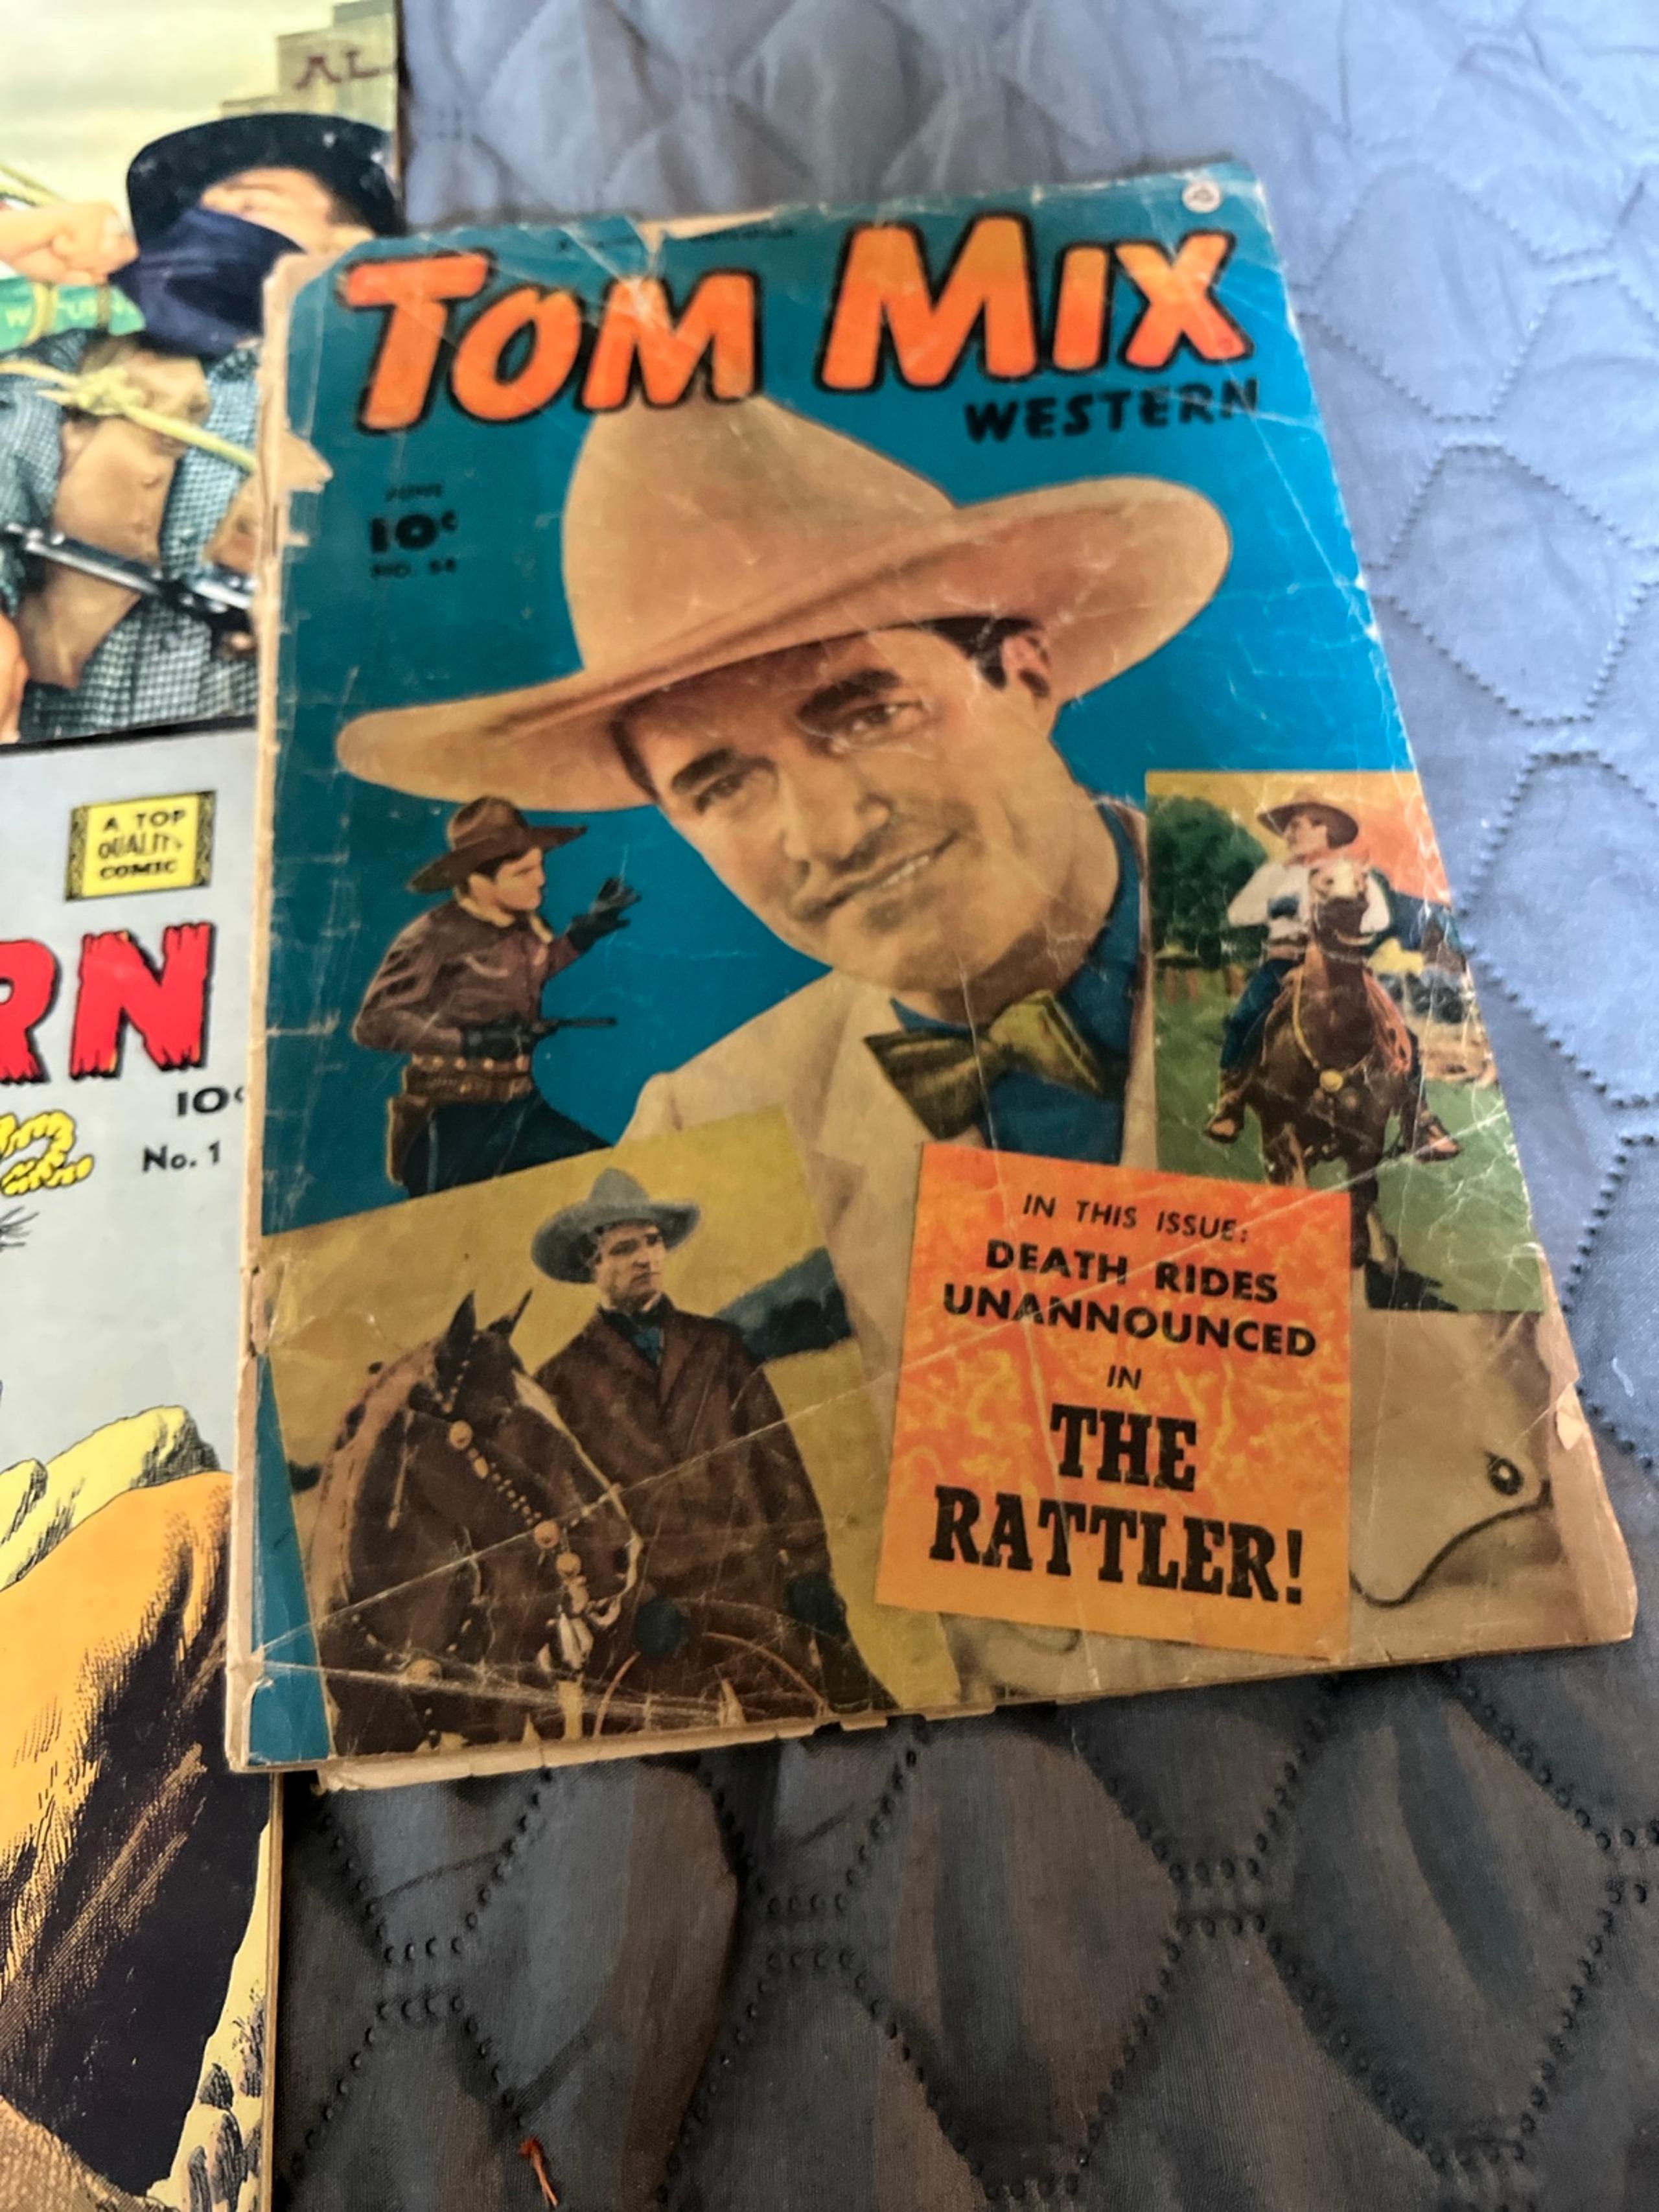 TOM MIX
WESTERN
10¢
IN THIS ISSUE:
DEATH RIDES
UNANNOUNCED
IN
THE
RATTLER!
A TOP
QUALITY
COMIC
RN
10¢
No. 1
AL